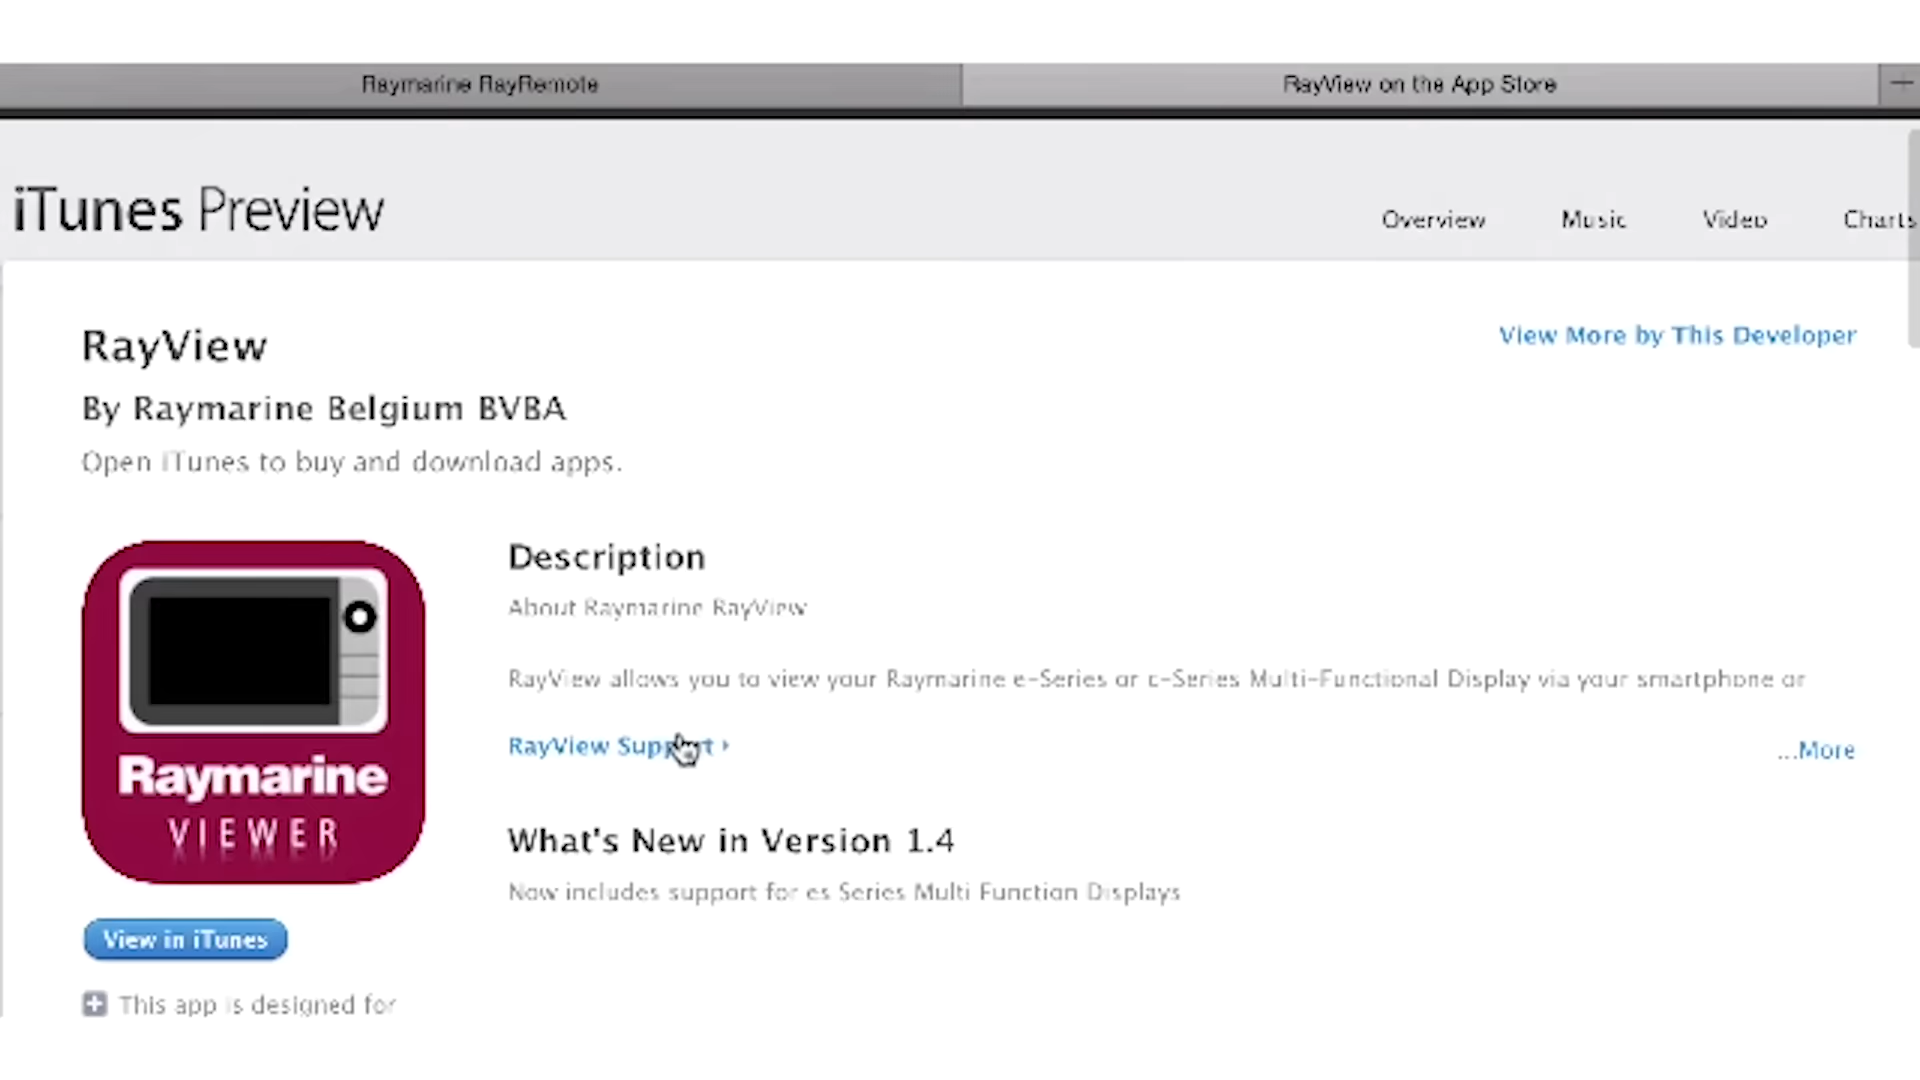 Raymarine RayRemote
RayView on the App Store
iTunes Preview
Overview Music Video Charts
RayView
View More by This Developer
By Raymarine Belgium BVBA
Open iTunes to buy and download apps.
Description
About Raymarine RayView
RayView allows you to view your Raymarine e-Series or c-Series Multi-Functional Display via your smartphone or
RayView Support
...More
Raymarine
VIEWER
What's New in Version 1.4
Now includes support for es Series Multi Function Displays
View in iTunes
This app is designed for